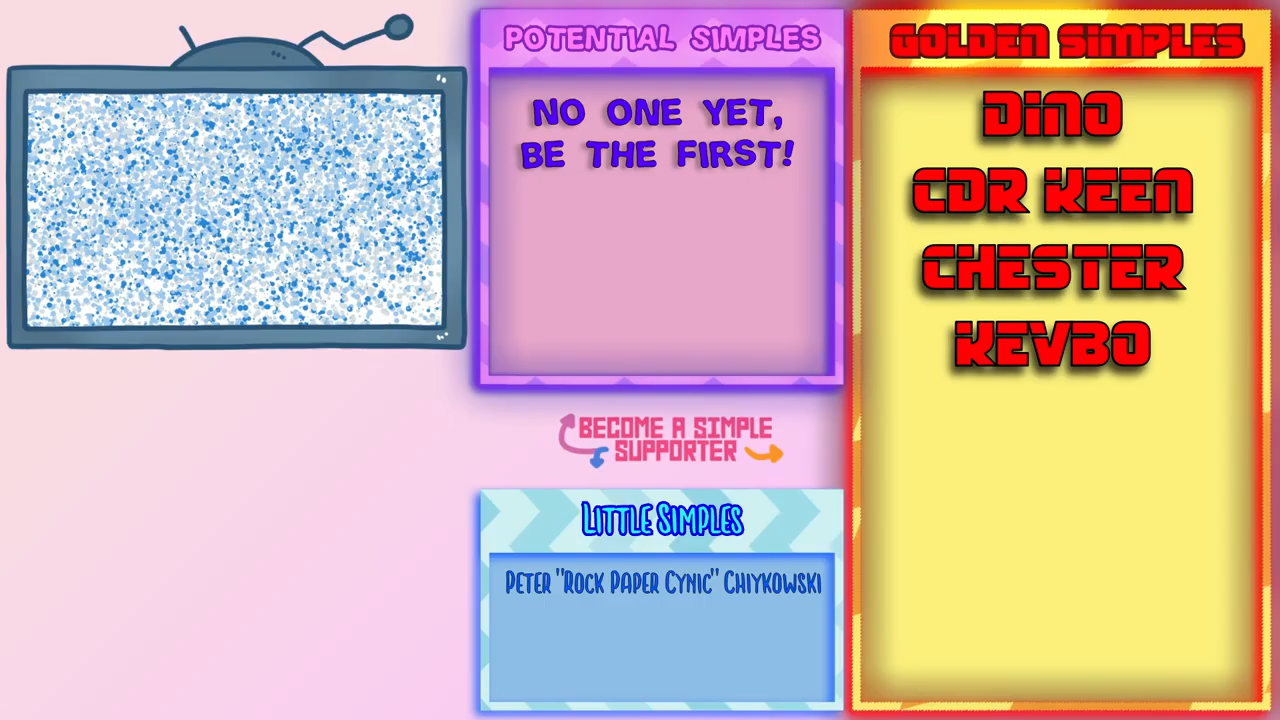 POTENTIAL SIMPLES
NO ONE YET,
BE THE FIRST!
BECOME A SIMPLE
SUPPORTER
LITTLE SIMPLES
PETER "ROCK PAPER CYNIC" CHIYKOWSKI
GOLDEN SIMPLES
DiNO
CDR KEEN
CHESTER
KEVBO